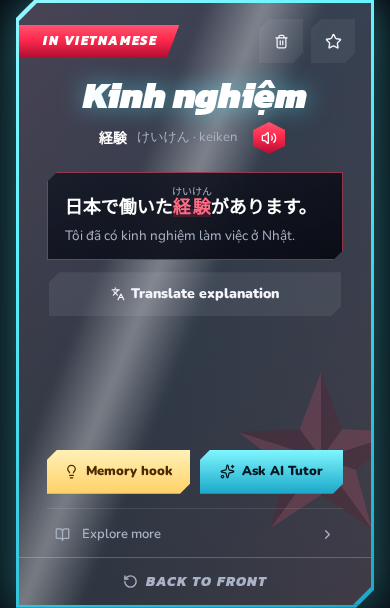 IN VIETNAMESE
Kinh nghiệm
経験 けいけん · keiken
けいけん
日本で働いた経験があります。
Tôi đã có kinh nghiệm làm việc ở Nhật.
Translate explanation
Memory hook
Ask AI Tutor
Explore more
BACK TO FRONT